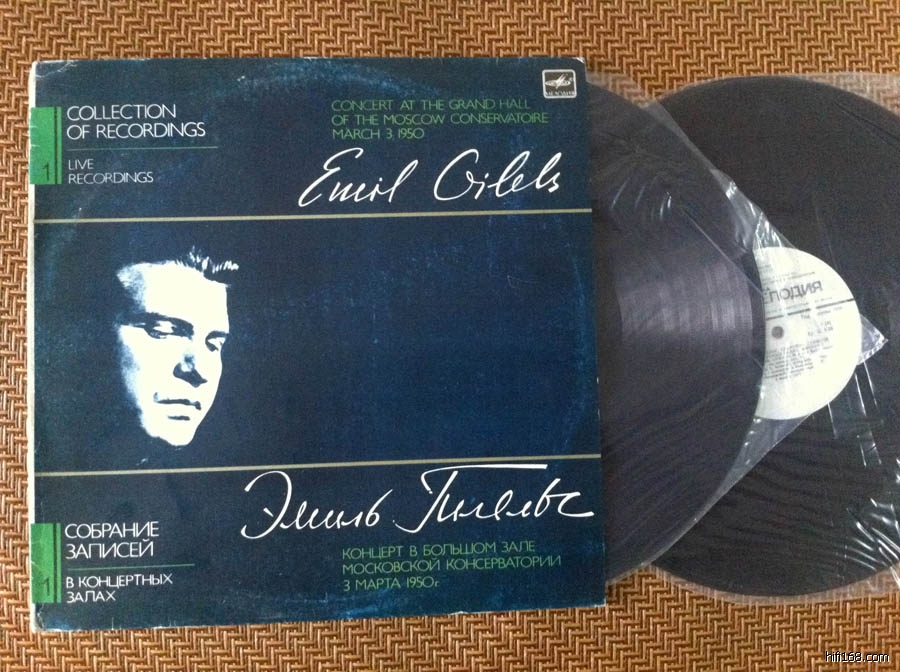 COLLECTION
OF RECORDINGS
1
LIVE
RECORDINGS
CONCERT AT THE GRAND HALL
OF THE MOSCOW CONSERVATOIRE
MARCH 3, 1950
МЕЛОДИЯ
Emil Gilels
Эмиль Гилельс
СОБРАНИЕ
ЗАПИСЕЙ
1
В КОНЦЕРТНЫХ
ЗАЛАХ
КОНЦЕРТ В БОЛЬШОМ ЗАЛЕ
МОСКОВСКОЙ КОНСЕРВАТОРИИ
3 МАРТА 1950г.
hifi168.com